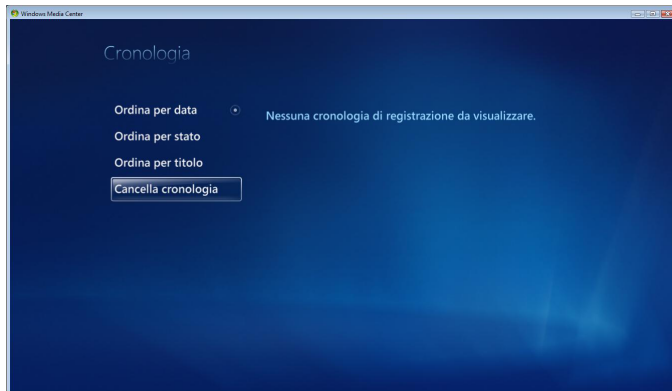 Windows Media Center
Cronologia
Ordina per data
Nessuna cronologia di registrazione da visualizzare.
Ordina per stato
Ordina per titolo
Cancella cronologia